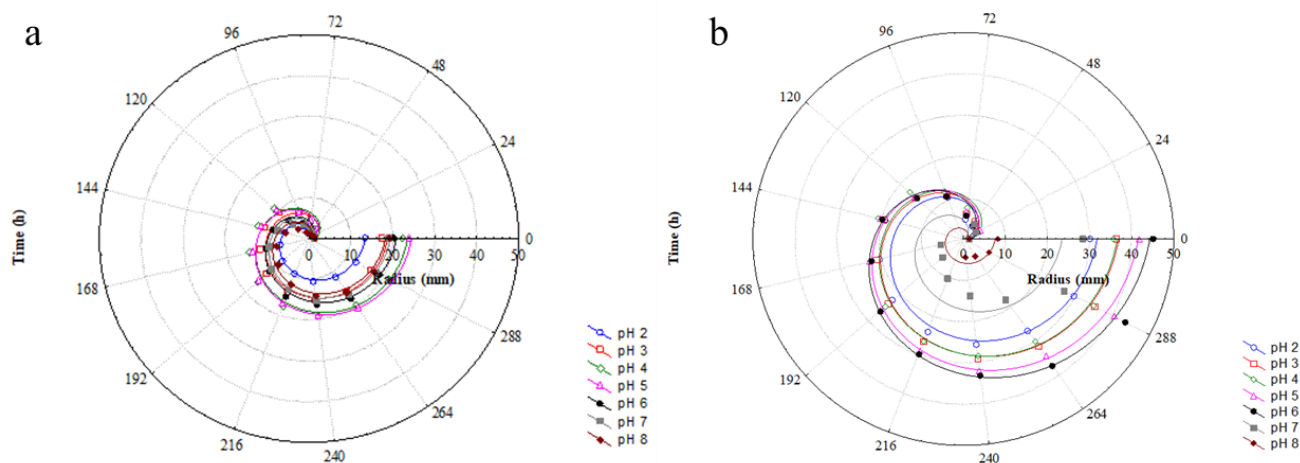 a
72
96
48
120
24
144
0 10 20 30 40 50 0
Radius (mm)
Time (h)
168
288
192
264
216
240
pH 2
pH 3
pH 4
pH 5
pH 6
pH 7
pH 8
b
72
96
48
120
24
144
0 10 20 30 40 50 0
Radius (mm)
Time (h)
168
288
192
264
216
240
pH 2
pH 3
pH 4
pH 5
pH 6
pH 7
pH 8